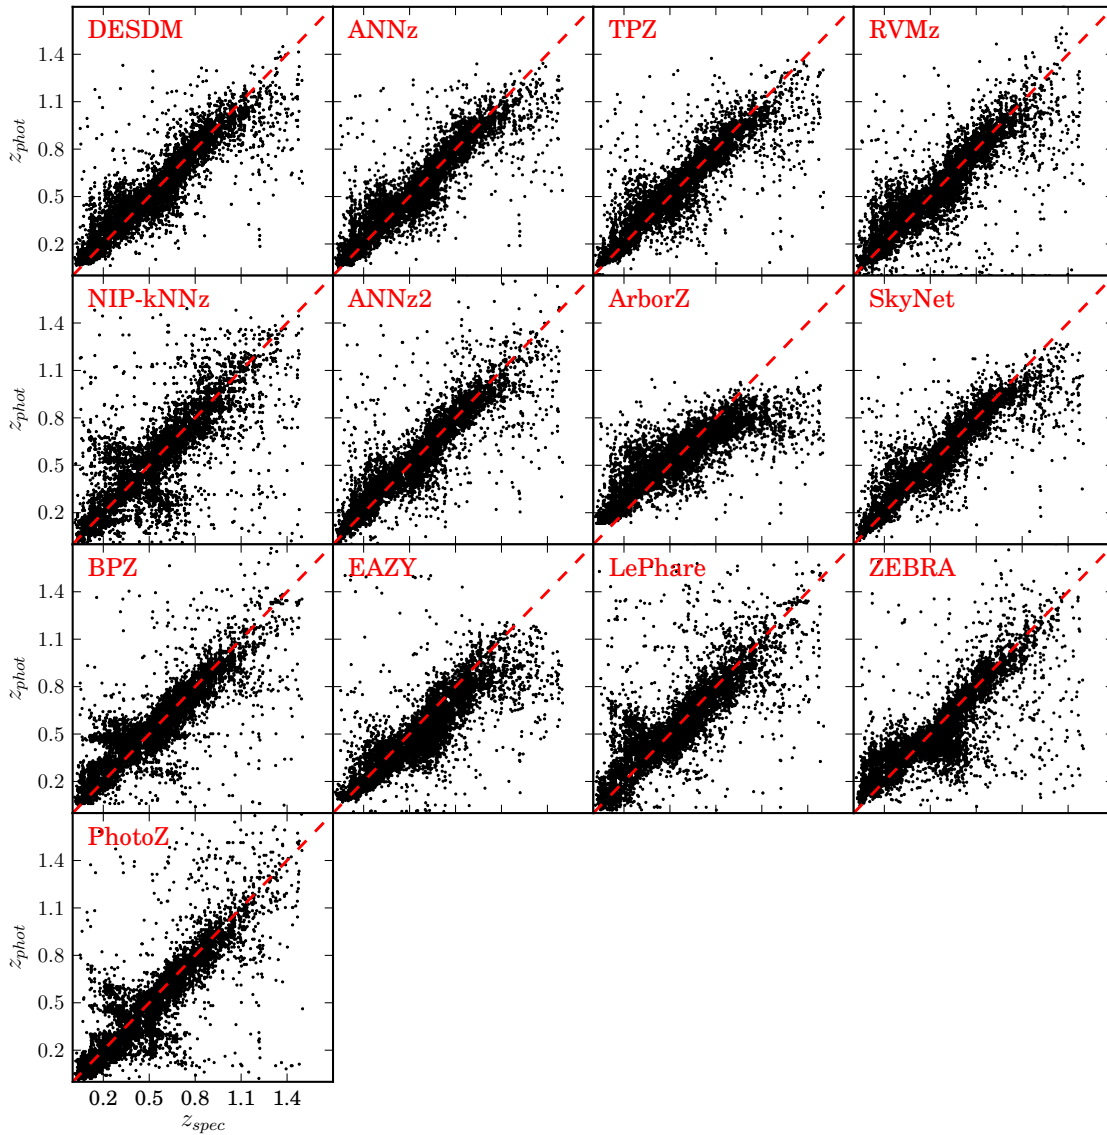 DESDM ANNz TPZ RVMz
1.4
1.1
0.8
0.5
0.2
z_phot
NIP-kNNz ANNz2 ArborZ SkyNet
1.4
1.1
0.8
0.5
0.2
z_phot
BPZ EAZY LePhare ZEBRA
1.4
1.1
0.8
0.5
0.2
z_phot
PhotoZ
1.4
1.1
0.8
0.5
0.2
z_phot
0.2 0.5 0.8 1.1 1.4
z_spec